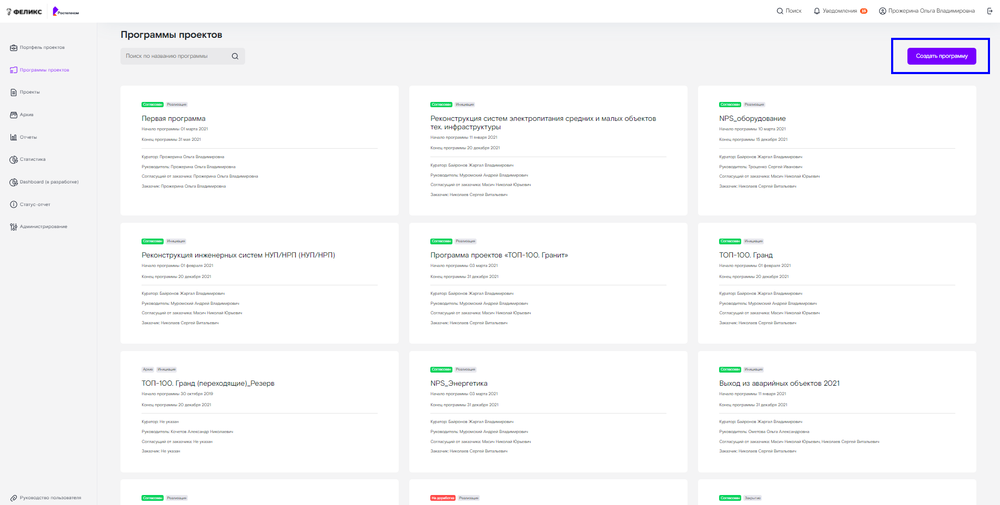 ФЕЛИКС
Ростелеком
Поиск
Уведомления 15
Прожерина Ольга Владимировна
Портфель проектов
Программы проектов
Проекты
Архив
Отчеты
Статистика
Dashboard (в разработке)
Статус-отчет
Администрирование
Руководство пользователя
Программы проектов
Поиск по названию программы
Создать программу
Согласован Реализация
Первая программа
Начало программы 01 марта 2021
Конец программы 31 мая 2021
Куратор: Прожерина Ольга Владимировна
Руководитель: Прожерина Ольга Владимировна
Согласущий от заказчика: Прожерина Ольга Владимировна
Заказчик: Прожерина Ольга Владимировна
Согласован Инициация
Реконструкция систем электропитания средних и малых объектов
тех. инфраструктуры
Начало программы 11 января 2021
Конец программы 20 декабря 2021
Куратор: Байронов Жаргал Владимирович
Руководитель: Муромский Андрей Владимирович
Согласущий от заказчика: Масич Николай Юрьевич
Заказчик: Николаев Сергей Витальевич
Согласован Реализация
NPS_оборудование
Начало программы 10 марта 2021
Конец программы 15 декабря 2021
Куратор: Байронов Жаргал Владимирович
Руководитель: Троценко Сергей Иванович
Согласущий от заказчика: Масич Николай Юрьевич
Заказчик: Николаев Сергей Витальевич
Согласован Инициация
Реконструкция инженерных систем НУП/НРП (НУП/НРП)
Начало программы 01 февраля 2021
Конец программы 20 декабря 2021
Куратор: Байронов Жаргал Владимирович
Руководитель: Муромский Андрей Владимирович
Согласущий от заказчика: Масич Николай Юрьевич
Заказчик: Николаев Сергей Витальевич
Согласован Реализация
Программа проектов «ТОП-100. Гранит»
Начало программы 03 марта 2021
Конец программы 31 декабря 2021
Куратор: Байронов Жаргал Владимирович
Руководитель: Муромский Андрей Владимирович
Согласущий от заказчика: Масич Николай Юрьевич
Заказчик: Николаев Сергей Витальевич
Согласован Инициация
ТОП-100. Гранд
Начало программы 01 февраля 2021
Конец программы 20 декабря 2021
Куратор: Байронов Жаргал Владимирович
Руководитель: Муромский Андрей Владимирович
Согласущий от заказчика: Масич Николай Юрьевич
Заказчик: Николаев Сергей Витальевич
Архив Инициация
ТОП-100. Гранд (переходящие)_Резерв
Начало программы 30 октября 2019
Конец программы 20 декабря 2021
Куратор: Не указан
Руководитель: Кочетов Александр Николаевич
Согласущий от заказчика: Не указан
Заказчик: Не указан
Согласован Реализация
NPS_Энергетика
Начало программы 03 марта 2021
Конец программы 31 декабря 2021
Куратор: Байронов Жаргал Владимирович
Руководитель: Муромский Андрей Владимирович
Согласущий от заказчика: Масич Николай Юрьевич
Заказчик: Николаев Сергей Витальевич
Согласован Инициация
Выход из аварийных объектов 2021
Начало программы 11 января 2021
Конец программы 31 декабря 2021
Куратор: Байронов Жаргал Владимирович
Руководитель: Ометова Ольга Александровна
Согласущий от заказчика: Масич Николай Юрьевич, Николаев Сергей Витальевич
Заказчик: Николаев Сергей Витальевич
Согласован Реализация
На доработке Реализация
Согласован Закрытие